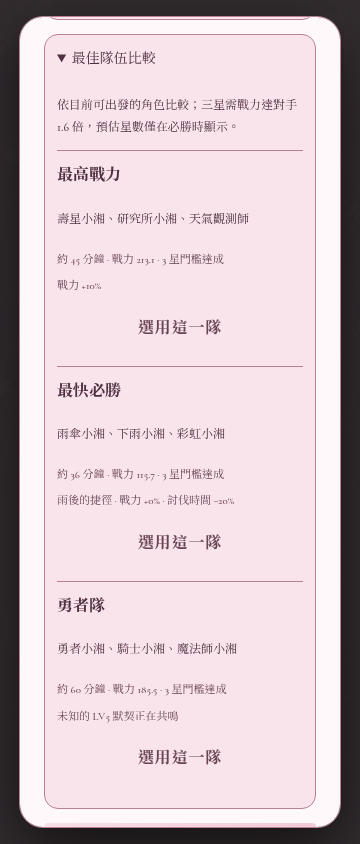 ▼ 最佳隊伍比較
依目前可出發的角色比較；三星需戰力達對手
1.6 倍，預估星數僅在必勝時顯示。
最高戰力
壽星小湘、研究所小湘、天氣觀測師
約 45 分鐘 · 戰力 213.1 · 3 星門檻達成
戰力 +10%
選用這一隊
最快必勝
雨傘小湘、下雨小湘、彩虹小湘
約 36 分鐘 · 戰力 115.7 · 3 星門檻達成
雨後的捷徑 · 戰力 +0% · 討伐時間 −20%
選用這一隊
勇者隊
勇者小湘、騎士小湘、魔法師小湘
約 60 分鐘 · 戰力 185.5 · 3 星門檻達成
未知的 LV5 默契正在共鳴
選用這一隊